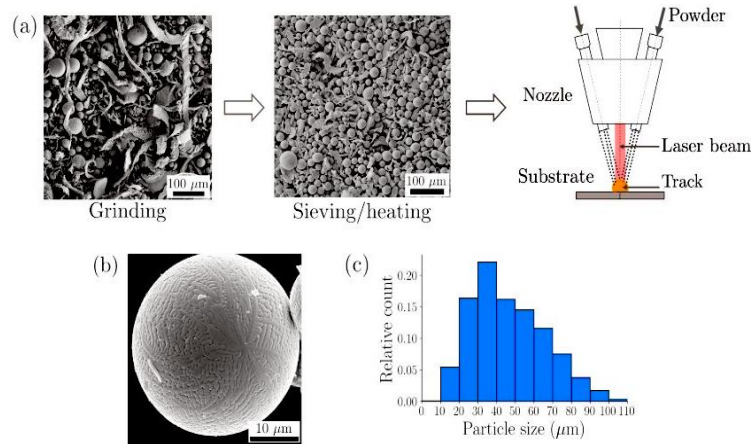 (a)
100 µm
Grinding
100 µm
Sieving/heating
Powder
Nozzle
Laser beam
Substrate
Track
(b)
10 µm
(c)
Relative count
0.20
0.15
0.10
0.05
0.00
0 10 20 30 40 50 60 70 80 90 100 110
Particle size (µm)